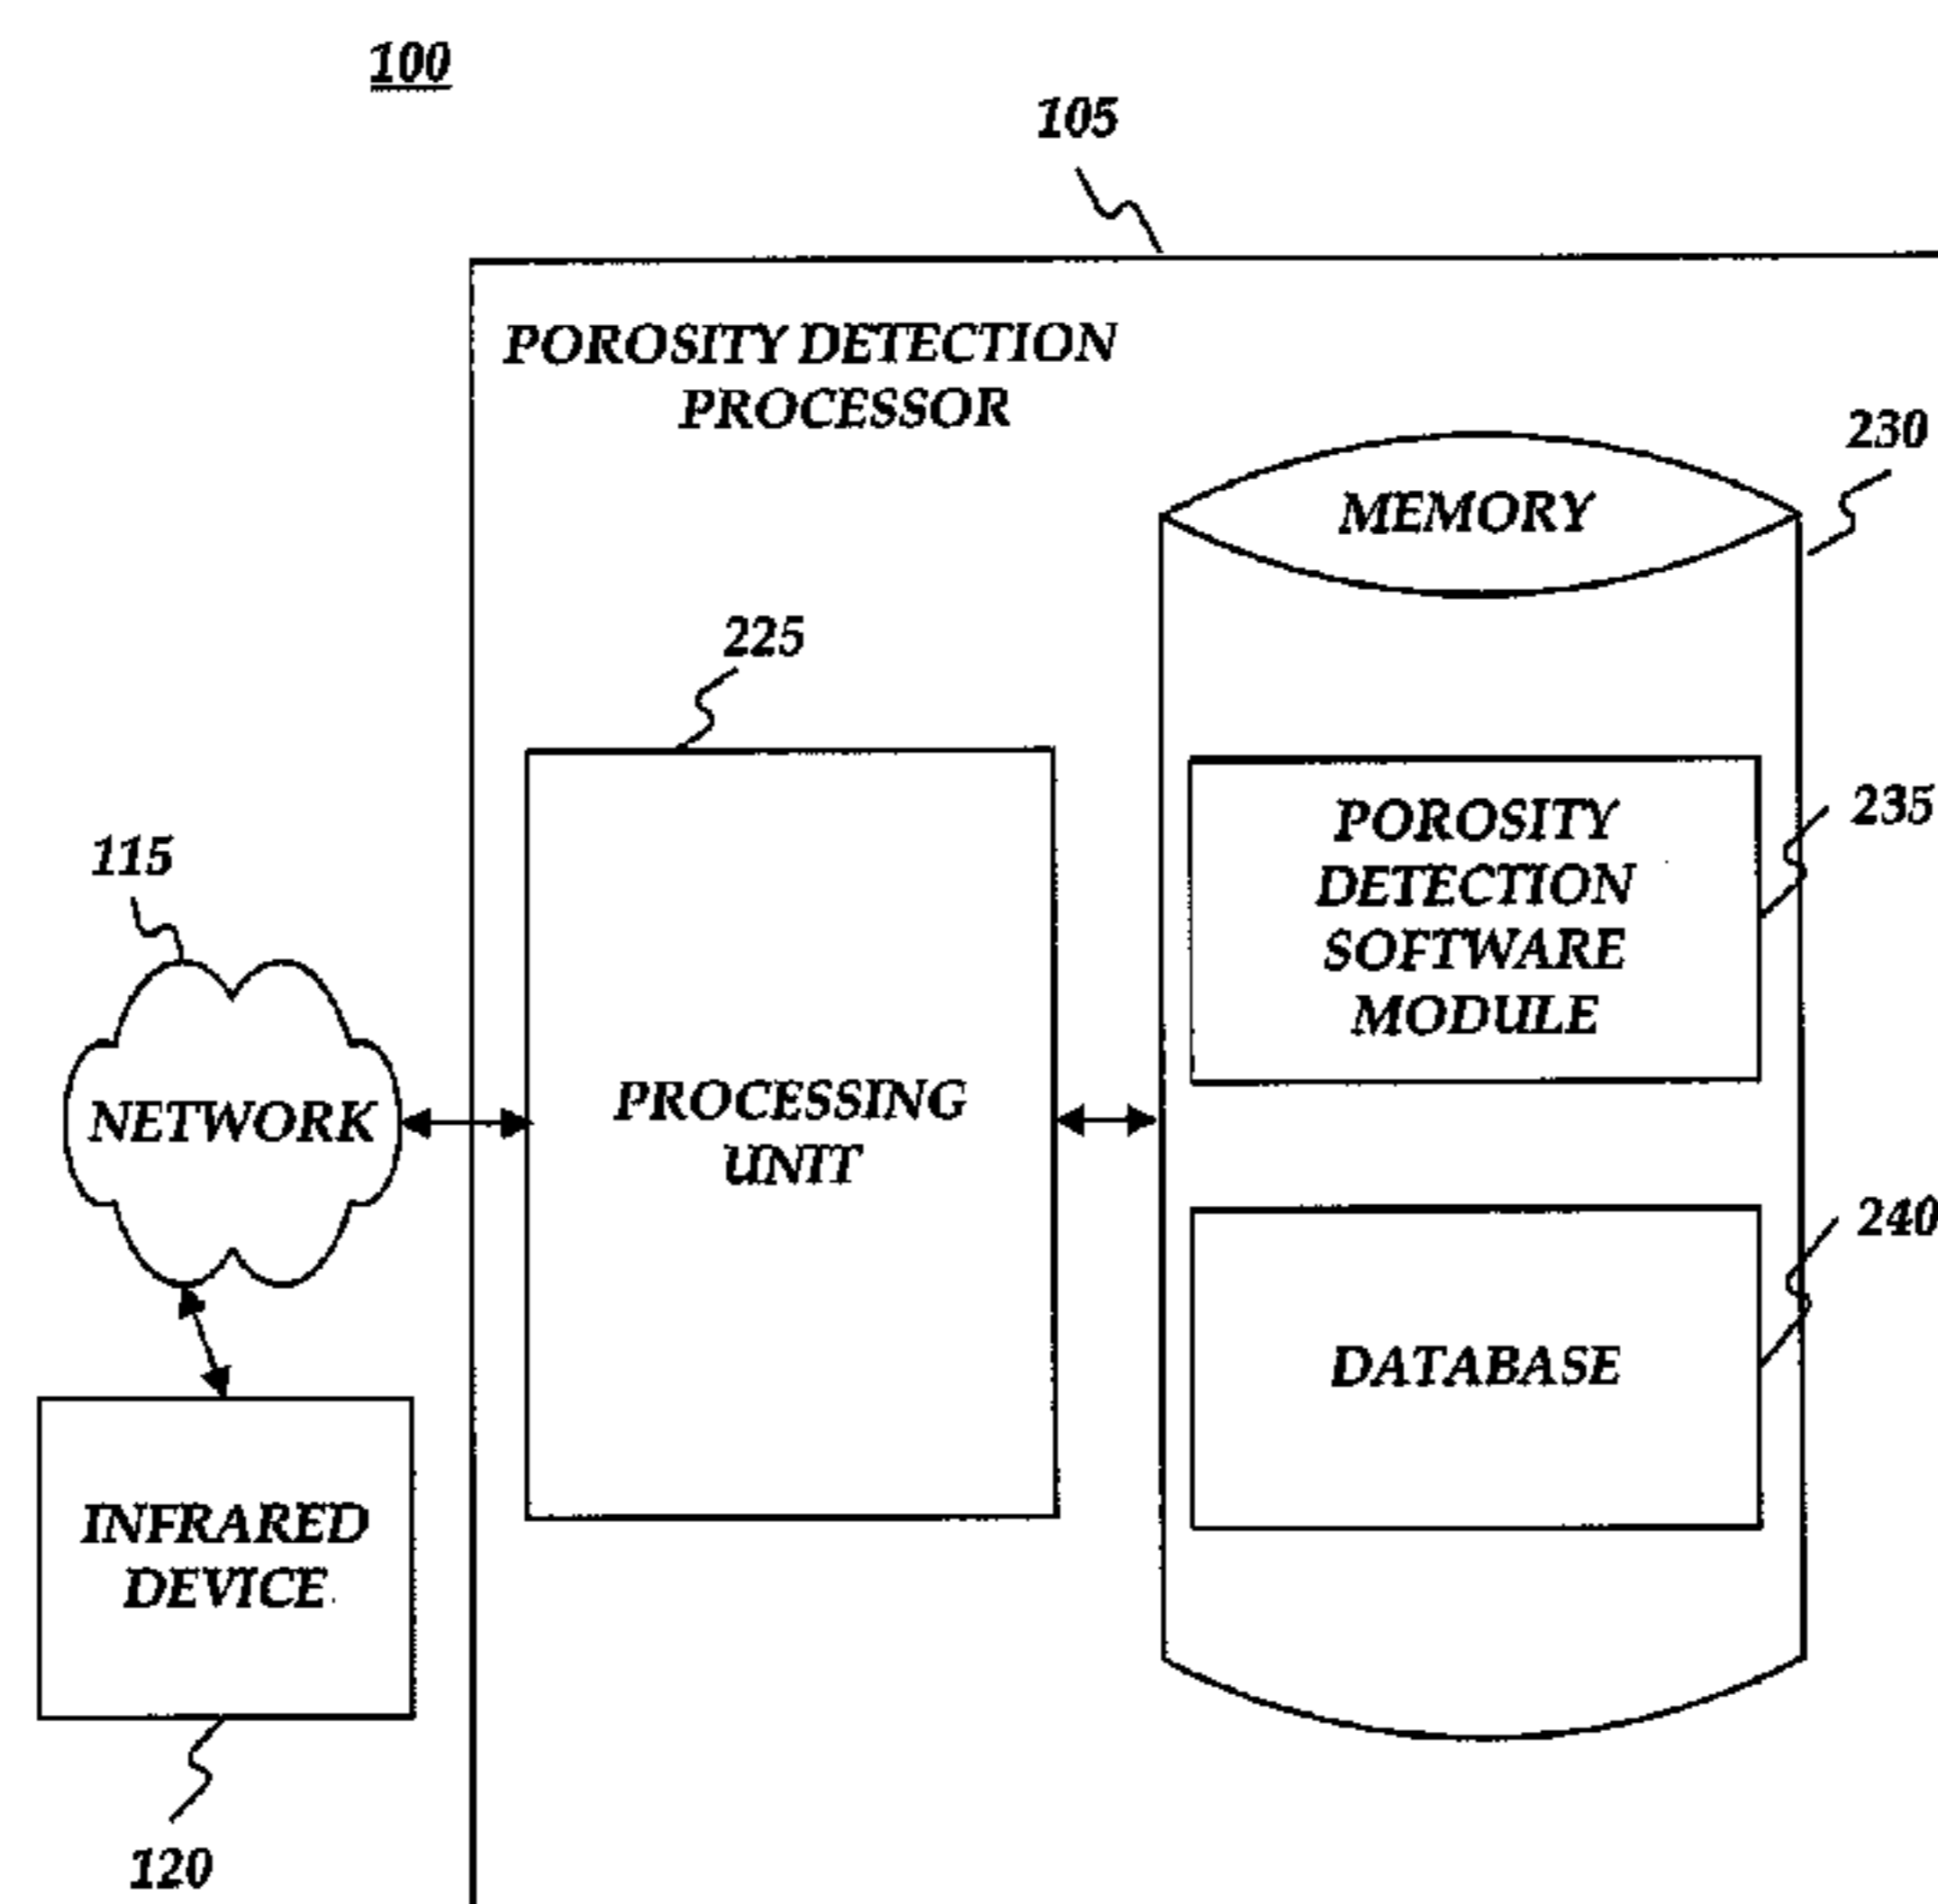 100
105
POROSITY DETECTION
PROCESSOR
230
MEMORY
225
POROSITY
DETECTION
SOFTWARE
MODULE
235
115
NETWORK
PROCESSING
UNIT
240
DATABASE
INFRARED
DEVICE
120